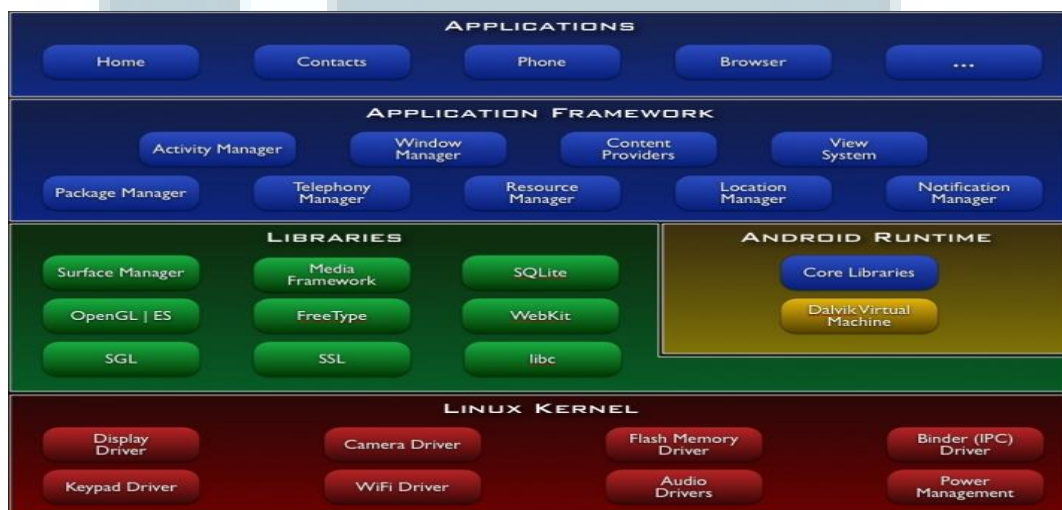 APPLICATIONS
Home
Contacts
Phone
Browser
...
APPLICATION FRAMEWORK
Activity Manager
Window
Manager
Content
Providers
View
System
Package Manager
Telephony
Manager
Resource
Manager
Location
Manager
Notification
Manager
LIBRARIES
Surface Manager
Media
Framework
SQLite
OpenGL | ES
FreeType
WebKit
SGL
SSL
libc
ANDROID RUNTIME
Core Libraries
Dalvik Virtual
Machine
LINUX KERNEL
Display
Driver
Camera Driver
Flash Memory
Driver
Binder (IPC)
Driver
Keypad Driver
WiFi Driver
Audio
Drivers
Power
Management